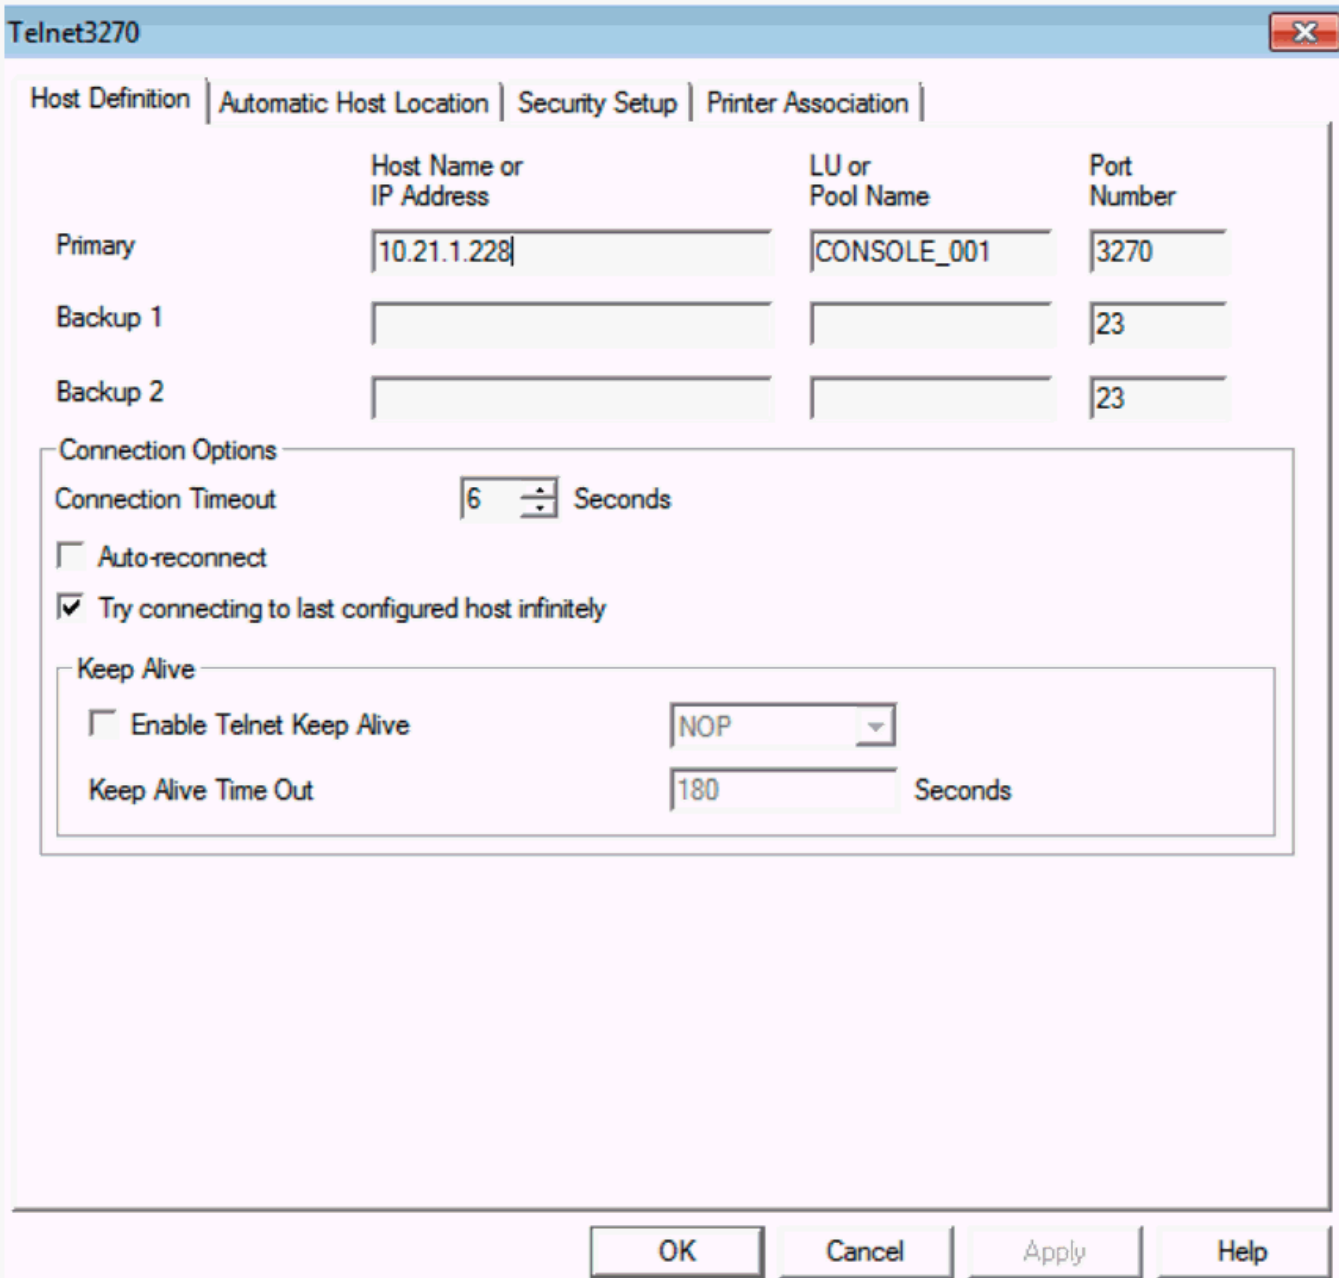 Telnet3270
Host Definition Automatic Host Location Security Setup Printer Association
Host Name or LU or Port
IP Address Pool Name Number
Primary 10.21.1.228 CONSOLE_001 3270
Backup 1 23
Backup 2 23
Connection Options
Connection Timeout 6 Seconds
Auto-reconnect
Try connecting to last configured host infinitely
Keep Alive
Enable Telnet Keep Alive NOP
Keep Alive Time Out 180 Seconds
OK Cancel Apply Help